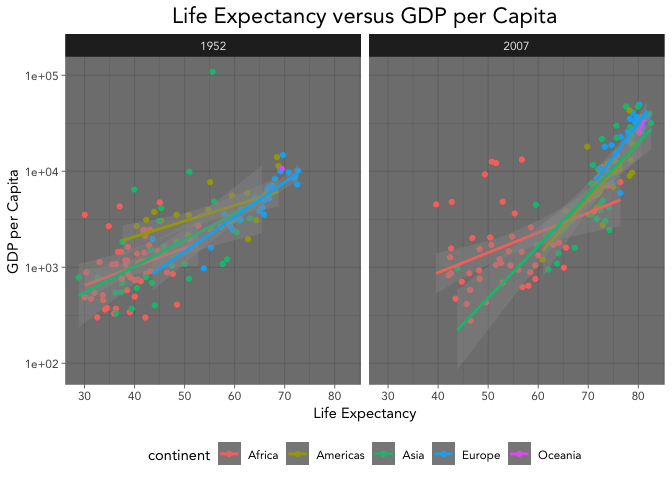 Life Expectancy versus GDP per Capita
1952
2007
GDP per Capita
1e+05
1e+04
1e+03
1e+02
30 40 50 60 70 80
30 40 50 60 70 80
Life Expectancy
continent Africa Americas Asia Europe Oceania